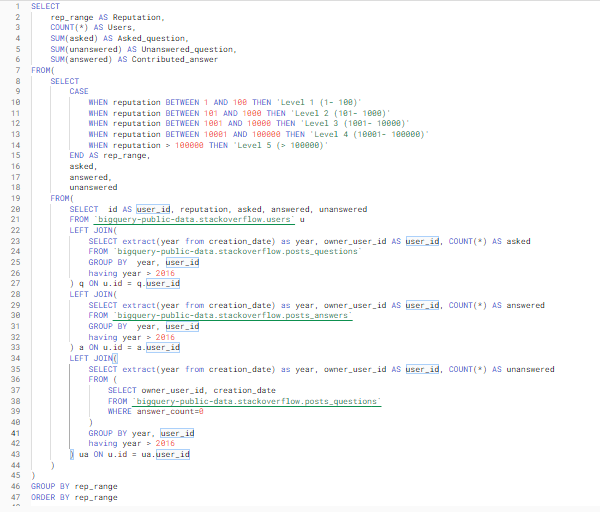 1 SELECT
2 rep_range AS Reputation,
3 COUNT(*) AS Users,
4 SUM(asked) AS Asked_question,
5 SUM(unanswered) AS Unanswered_question,
6 SUM(answered) AS Contributed_answer
7 FROM(
8 SELECT
9 CASE
10 WHEN reputation BETWEEN 1 AND 100 THEN 'Level 1 (1- 100)'
11 WHEN reputation BETWEEN 101 AND 1000 THEN 'Level 2 (101- 1000)'
12 WHEN reputation BETWEEN 1001 AND 10000 THEN 'Level 3 (1001- 10000)'
13 WHEN reputation BETWEEN 10001 AND 100000 THEN 'Level 4 (10001- 100000)'
14 WHEN reputation > 100000 THEN 'Level 5 (> 100000)'
15 END AS rep_range,
16 asked,
17 answered,
18 unanswered
19 FROM(
20 SELECT id AS user_id, reputation, asked, answered, unanswered
21 FROM `bigquery-public-data.stackoverflow.users` u
22 LEFT JOIN(
23 SELECT extract(year from creation_date) as year, owner_user_id AS user_id, COUNT(*) AS asked
24 FROM `bigquery-public-data.stackoverflow.posts_questions`
25 GROUP BY year, user_id
26 having year > 2016
27 ) q ON u.id = q.user_id
28 LEFT JOIN(
29 SELECT extract(year from creation_date) as year, owner_user_id AS user_id, COUNT(*) AS answered
30 FROM `bigquery-public-data.stackoverflow.posts_answers`
31 GROUP BY year, user_id
32 having year > 2016
33 ) a ON u.id = a.user_id
34 LEFT JOIN(
35 SELECT extract(year from creation_date) as year, owner_user_id AS user_id, COUNT(*) AS unanswered
36 FROM (
37 SELECT owner_user_id, creation_date
38 FROM `bigquery-public-data.stackoverflow.posts_questions`
39 WHERE answer_count=0
40 )
41 GROUP BY year, user_id
42 having year > 2016
43 ) ua ON u.id = ua.user_id
44 )
45 )
46 GROUP BY rep_range
47 ORDER BY rep_range